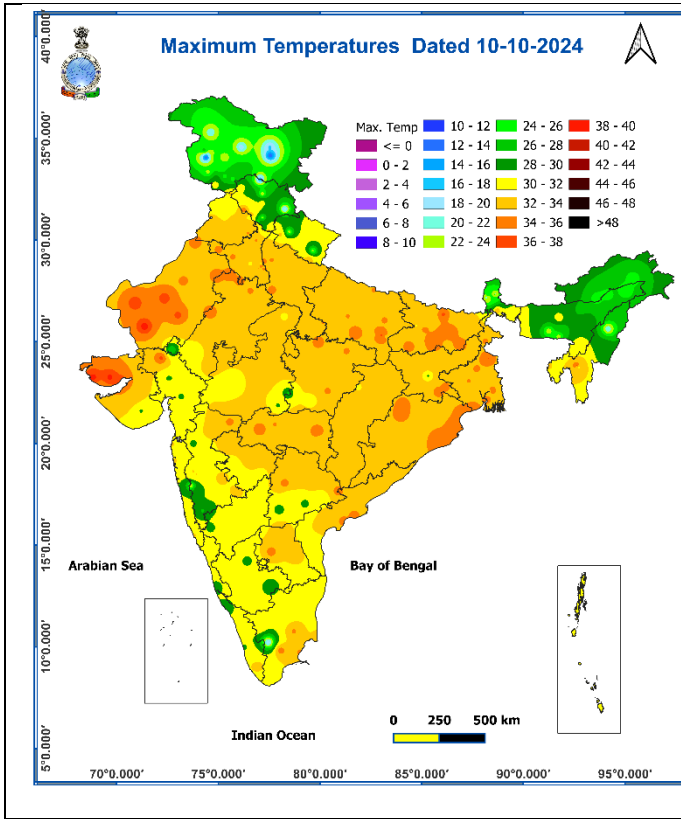 Maximum Temperatures Dated 10-10-2024
Max. Temp
<= 0
0 - 2
2 - 4
4 - 6
6 - 8
8 - 10
10 - 12
12 - 14
14 - 16
16 - 18
18 - 20
20 - 22
22 - 24
24 - 26
26 - 28
28 - 30
30 - 32
32 - 34
34 - 36
36 - 38
38 - 40
40 - 42
42 - 44
44 - 46
46 - 48
>48
40°0.000'
35°0.000'
30°0.000'
25°0.000'
20°0.000'
15°0.000'
10°0.000'
5°0.000'
Arabian Sea
Bay of Bengal
Indian Ocean
0 250 500 km
70°0.000' 75°0.000' 80°0.000' 85°0.000' 90°0.000' 95°0.000'